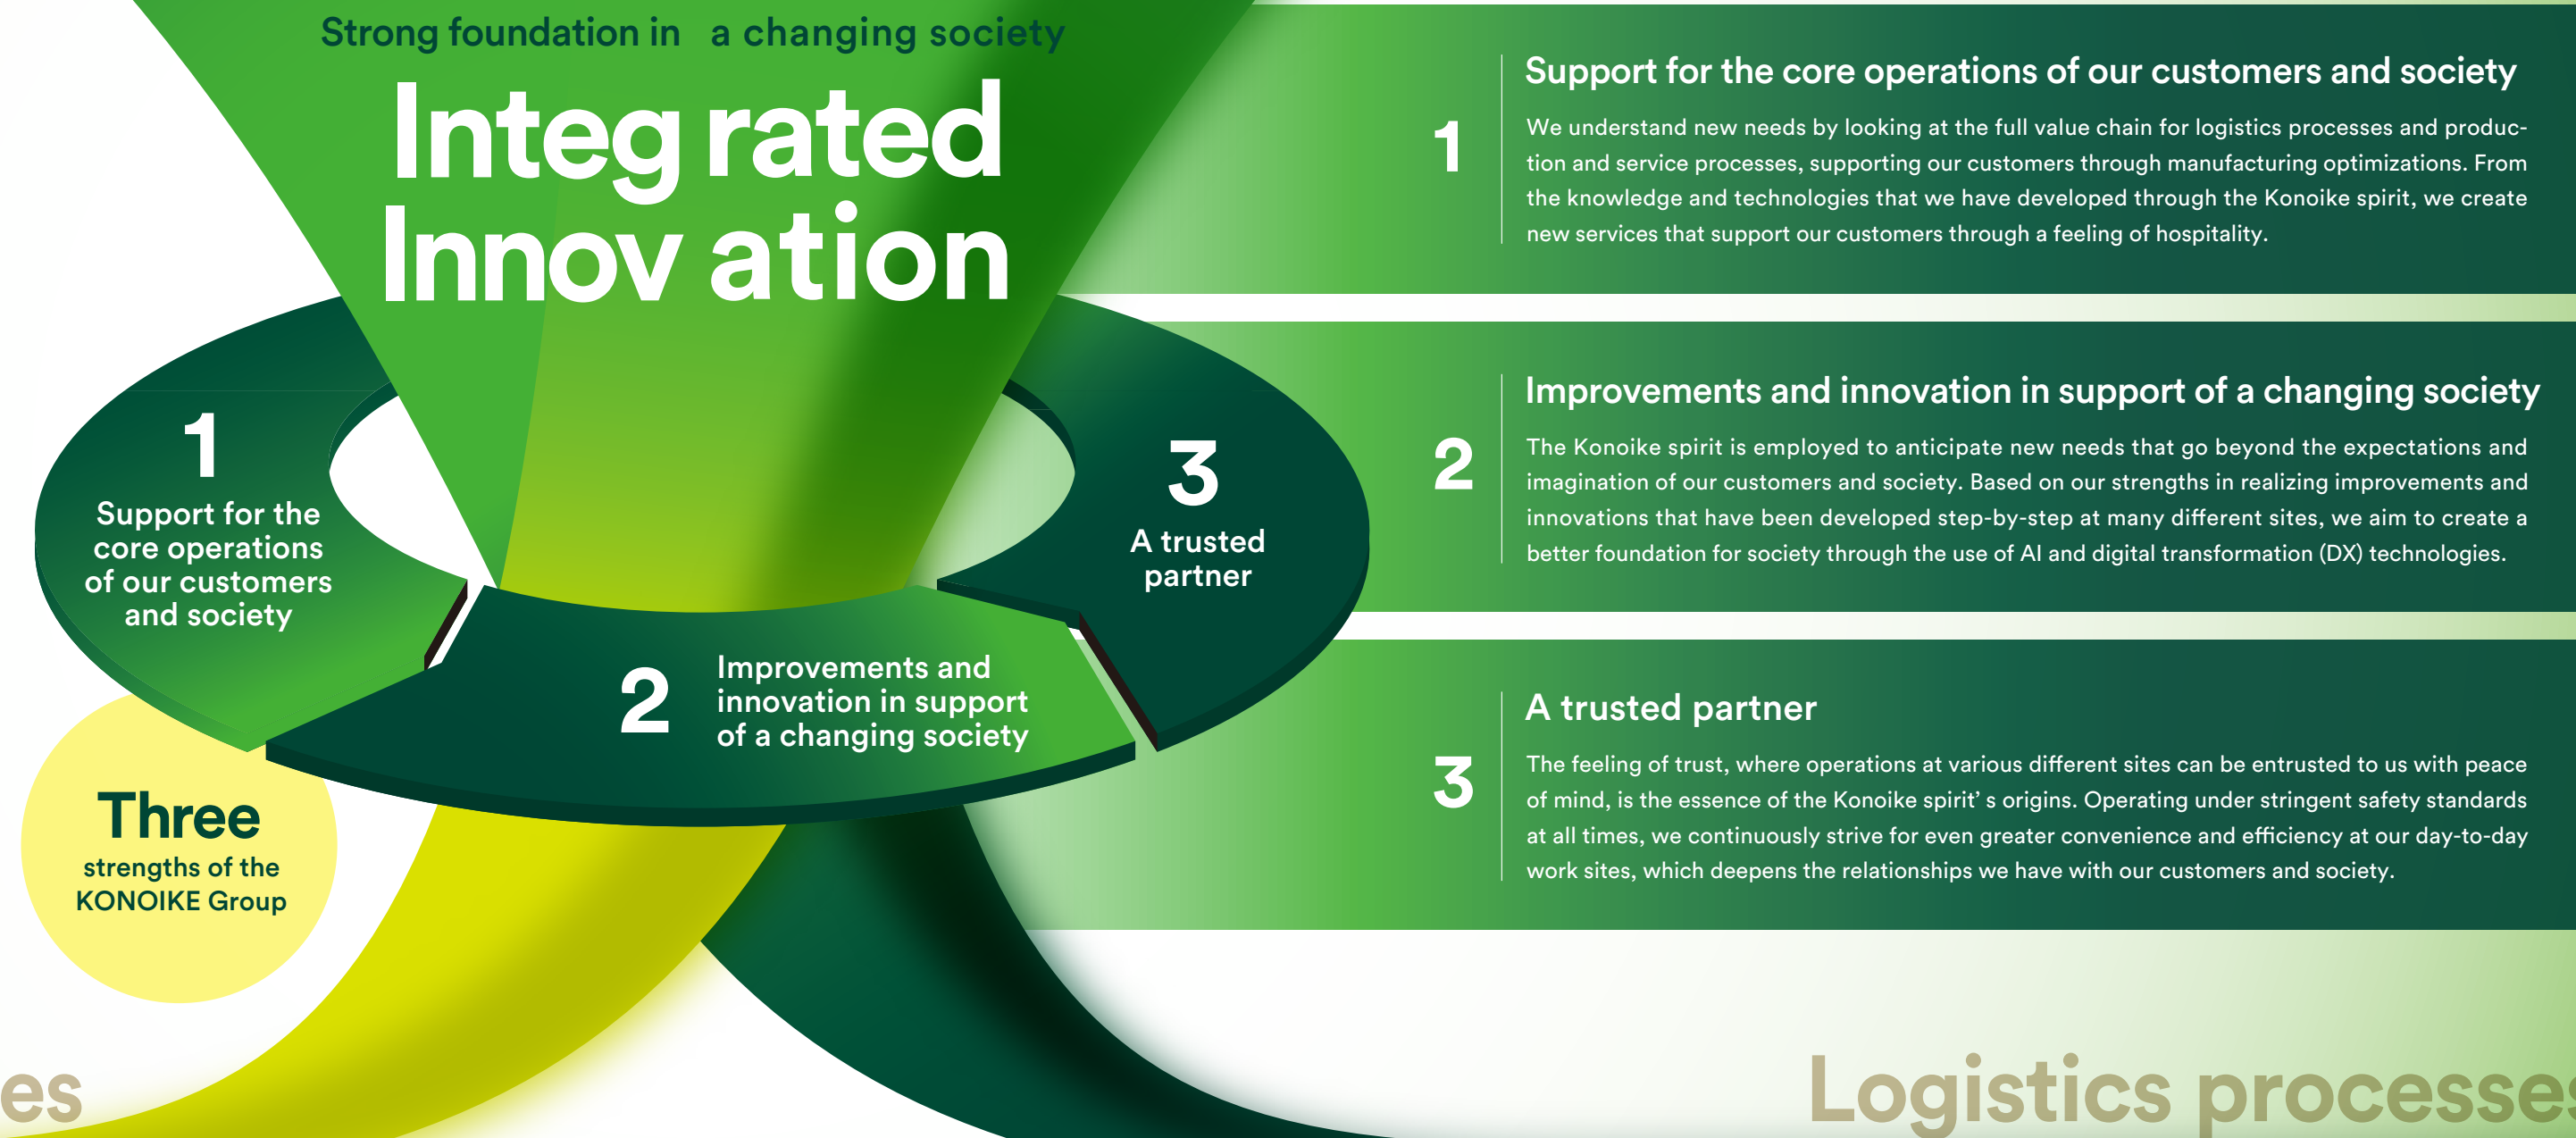 Strong foundation in a changing society
Integ rated
Innov ation
1
Support for the
core operations
of our customers
and society
2
Improvements and
innovation in support
of a changing society
3
A trusted
partner
Three
strengths of the
KONOIKE Group
1
Support for the core operations of our customers and society
We understand new needs by looking at the full value chain for logistics processes and produc-
tion and service processes, supporting our customers through manufacturing optimizations. From
the knowledge and technologies that we have developed through the Konoike spirit, we create
new services that support our customers through a feeling of hospitality.
2
Improvements and innovation in support of a changing society
The Konoike spirit is employed to anticipate new needs that go beyond the expectations and
imagination of our customers and society. Based on our strengths in realizing improvements and
innovations that have been developed step-by-step at many different sites, we aim to create a
better foundation for society through the use of AI and digital transformation (DX) technologies.
3
A trusted partner
The feeling of trust, where operations at various different sites can be entrusted to us with peace
of mind, is the essence of the Konoike spirit’ s origins. Operating under stringent safety standards
at all times, we continuously strive for even greater convenience and efficiency at our day-to-day
work sites, which deepens the relationships we have with our customers and society.
es
Logistics processes